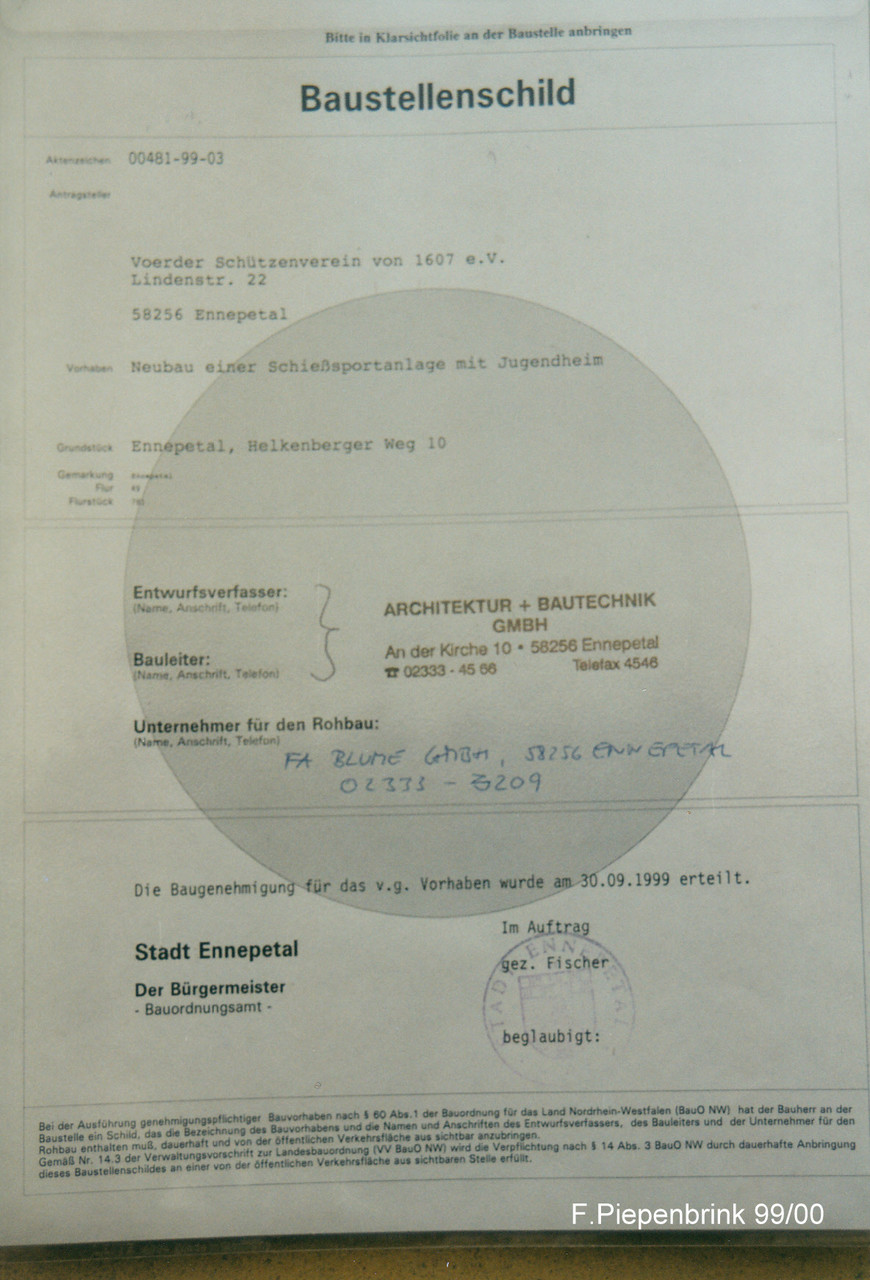 Bitte in Klarsichtfolie an der Baustelle anbringen
Baustellenschild
Aktenzeichen 00481-99-03
Antragsteller
Voerder Schützenverein von 1607 e.V.
Lindenstr. 22
58256 Ennepetal
Vorhaben Neubau einer Schießsportanlage mit Jugendheim
Grundstück Ennepetal, Helkenberger Weg 10
Gemarkung Ennepetal
Flur
Flurstück
Entwurfsverfasser:
(Name, Anschrift, Telefon)
Bauleiter:
(Name, Anschrift, Telefon)
ARCHITEKTUR + BAUTECHNIK
GMBH
An der Kirche 10 • 58256 Ennepetal
☎ 02333 - 45 66 Telefax 4546
Unternehmer für den Rohbau:
(Name, Anschrift, Telefon)
FA BLUME GMBH, 58256 ENNEPETAL
02333 - 3209
Die Baugenehmigung für das v.g. Vorhaben wurde am 30.09.1999 erteilt.
Stadt Ennepetal
Der Bürgermeister
- Bauordnungsamt -
Im Auftrag
gez. Fischer
beglaubigt:
STADT ENNEPETAL
Bei der Ausführung genehmigungspflichtiger Bauvorhaben nach § 60 Abs.1 der Bauordnung für das Land Nordrhein-Westfalen (BauO NW) hat der Bauherr an der
Baustelle ein Schild, das die Bezeichnung des Bauvorhabens und die Namen und Anschriften des Entwurfsverfassers, des Bauleiters und der Unternehmer für den
Rohbau enthalten muß, dauerhaft und von der öffentlichen Verkehrsfläche aus sichtbar anzubringen.
Gemäß Nr. 14.3 der Verwaltungsvorschrift zur Landesbauordnung (VV BauO NW) wird die Verpflichtung nach § 14 Abs. 3 BauO NW durch dauerhafte Anbringung
dieses Baustellenschildes an einer von der öffentlichen Verkehrsfläche aus sichtbaren Stelle erfüllt.
F.Piepenbrink 99/00